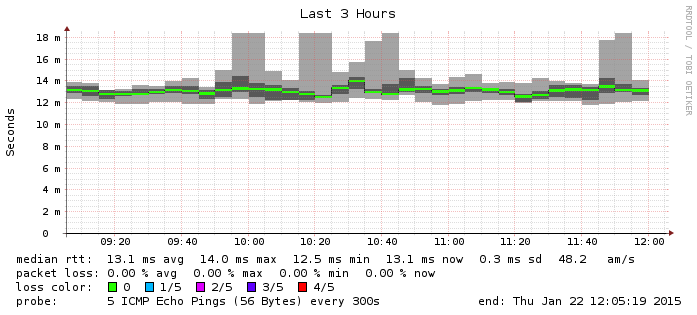 Last 3 Hours
RRDTOOL / TOBI OETIKER
Seconds
18 m
16 m
14 m
12 m
10 m
8 m
6 m
4 m
2 m
0
09:20 09:40 10:00 10:20 10:40 11:00 11:20 11:40 12:00
median rtt: 13.1 ms avg 14.0 ms max 12.5 ms min 13.1 ms now 0.3 ms sd 48.2 am/s
packet loss: 0.00 % avg 0.00 % max 0.00 % min 0.00 % now
loss color: 0 1/5 2/5 3/5 4/5
probe: 5 ICMP Echo Pings (56 Bytes) every 300s end: Thu Jan 22 12:05:19 2015